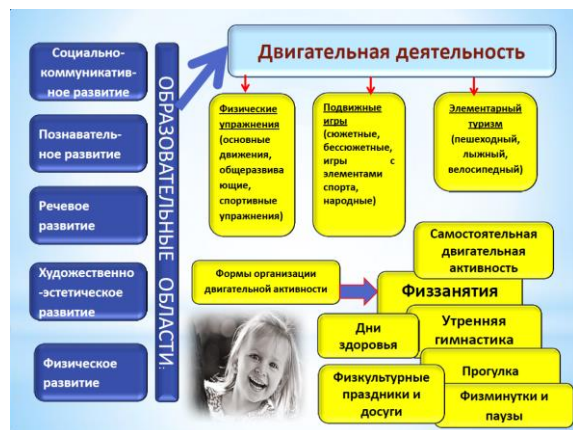 Социально-
коммуникатив-
ное развитие
Познаватель-
ное развитие
Речевое
развитие
Художественно
-эстетическое
развитие
Физическое
развитие
ОБРАЗОВАТЕЛЬНЫЕ ОБЛАСТИ:
Двигательная деятельность
Физические
упражнения
(основные
движения,
общеразвива
ющие,
спортивные
упражнения)
Подвижные
игры
(сюжетные,
бессюжетные,
игры с
элементами
спорта,
народные)
Элементарный
туризм
(пешеходный,
лыжный,
велосипедный)
Формы организации
двигательной активности
Самостоятельная
двигательная
активность
Физзанятия
Дни
здоровья
Утренняя
гимнастика
Прогулка
Физкультурные
праздники и
досуги
Физминутки и
паузы